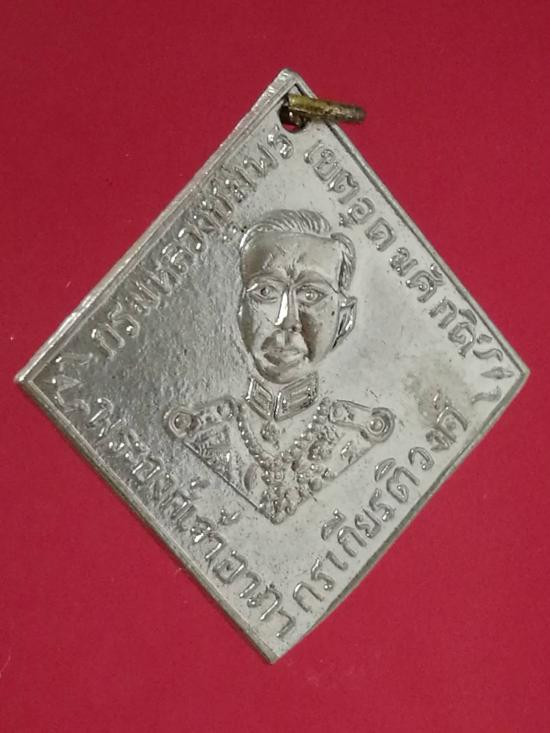 กรมหลวงชุมพร
เขตอุดมศักดิ์
พระองค์เจ้าอาภา
กรเกียรติวงศ์